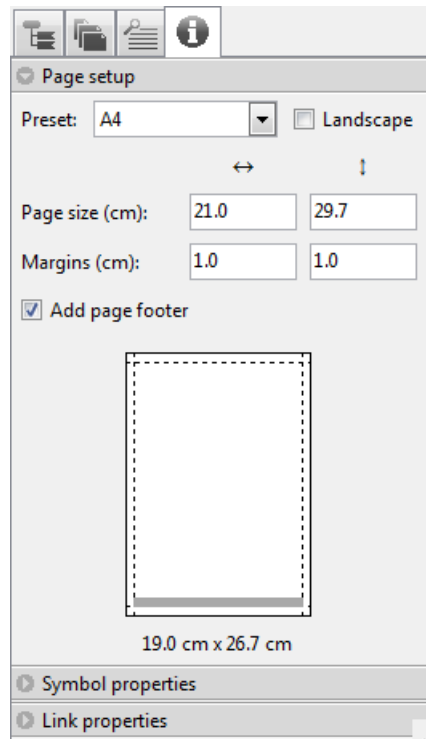 Page setup
Preset: A4 Landscape
Page size (cm): 21.0 29.7
Margins (cm): 1.0 1.0
Add page footer
19.0 cm x 26.7 cm
Symbol properties
Link properties